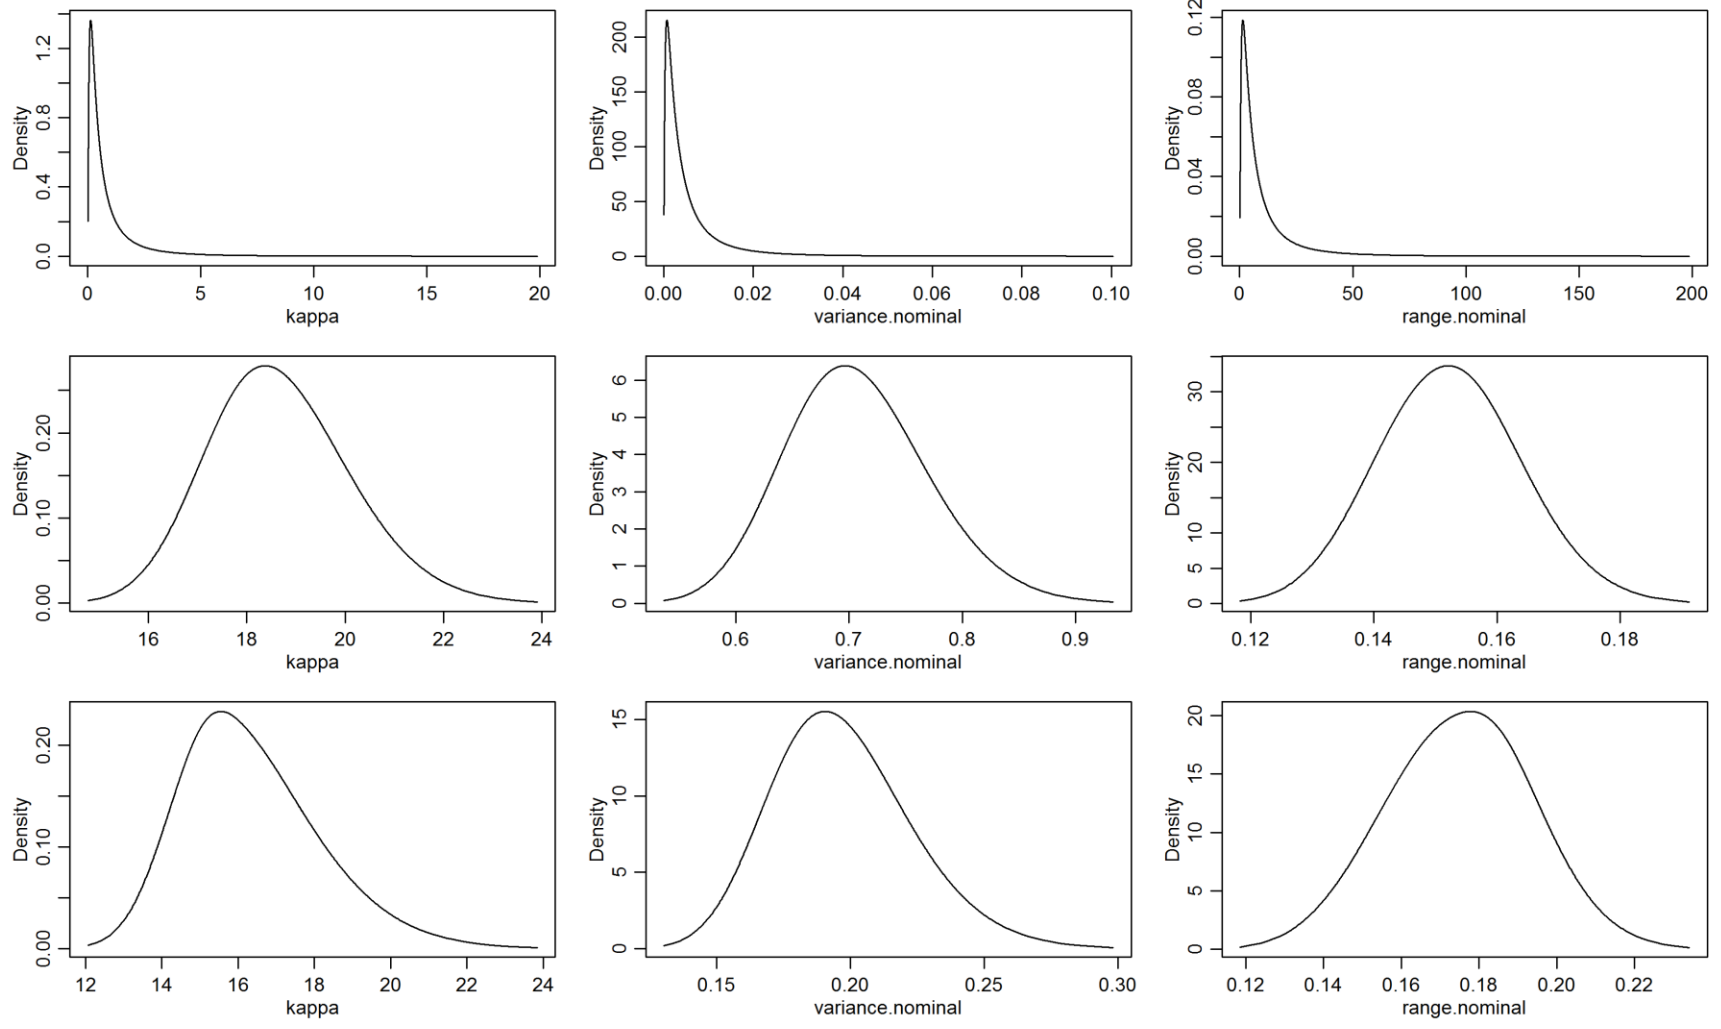 Density
0. 0.4 0.8 1.2
0 5 10 15 20
kappa
Density
0 50 100 150 200
0.00 0.02 0.04 0.06 0.08 0.10
variance.nominal
Density
0.00 0.04 0.08 0.12
0 50 100 150 200
range.nominal
Density
0.00 0.10 0.20
16 18 20 22 24
kappa
Density
0 1 2 3 4 5 6
0.6 0.7 0.8 0.9
variance.nominal
Density
0 5 10 20 30
0.12 0.14 0.16 0.18
range.nominal
Density
0.00 0.10 0.20
12 14 16 18 20 22 24
kappa
Density
0 5 10 15
0.15 0.20 0.25 0.30
variance.nominal
Density
0 5 10 15 20
0.12 0.14 0.16 0.18 0.20 0.22
range.nominal